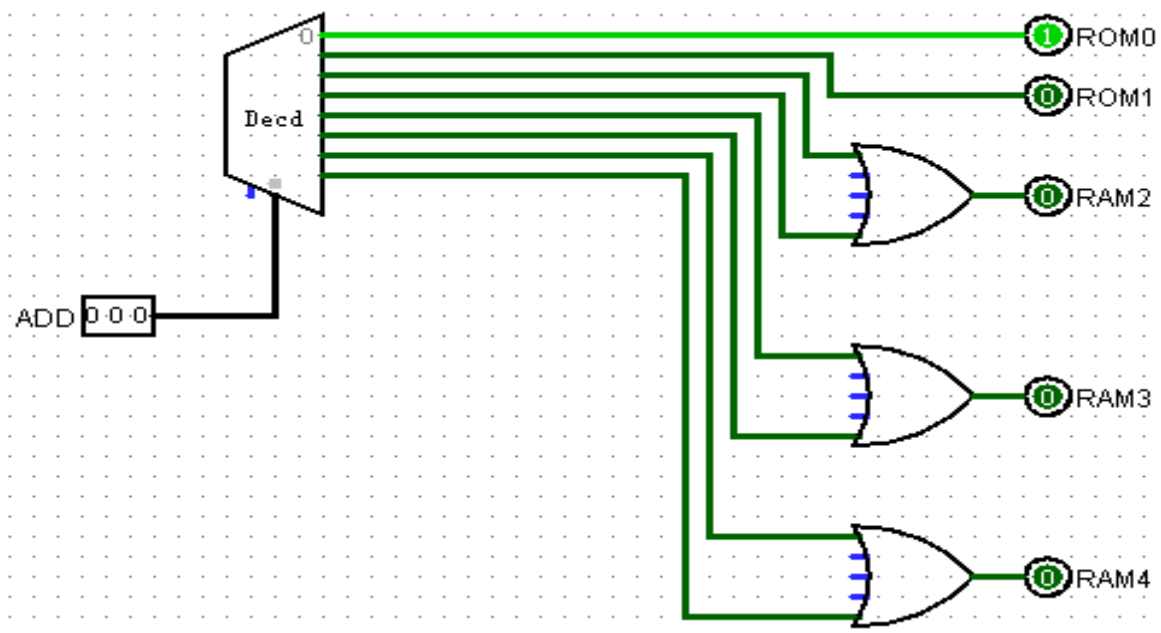 0
1 ROM0
0 ROM1
Decd
0 RAM2
ADD 0 0 0
0 RAM3
0 RAM4